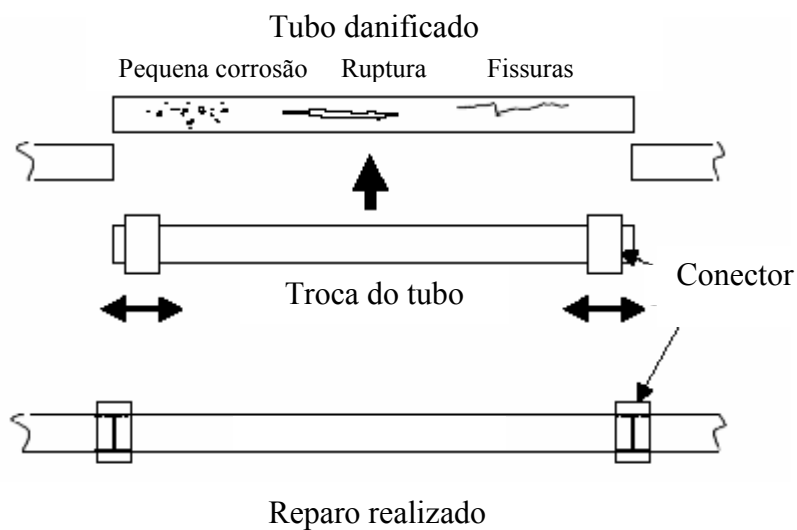 Tubo danificado
Pequena corrosão Ruptura Fissuras
Conector
Troca do tubo
Reparo realizado